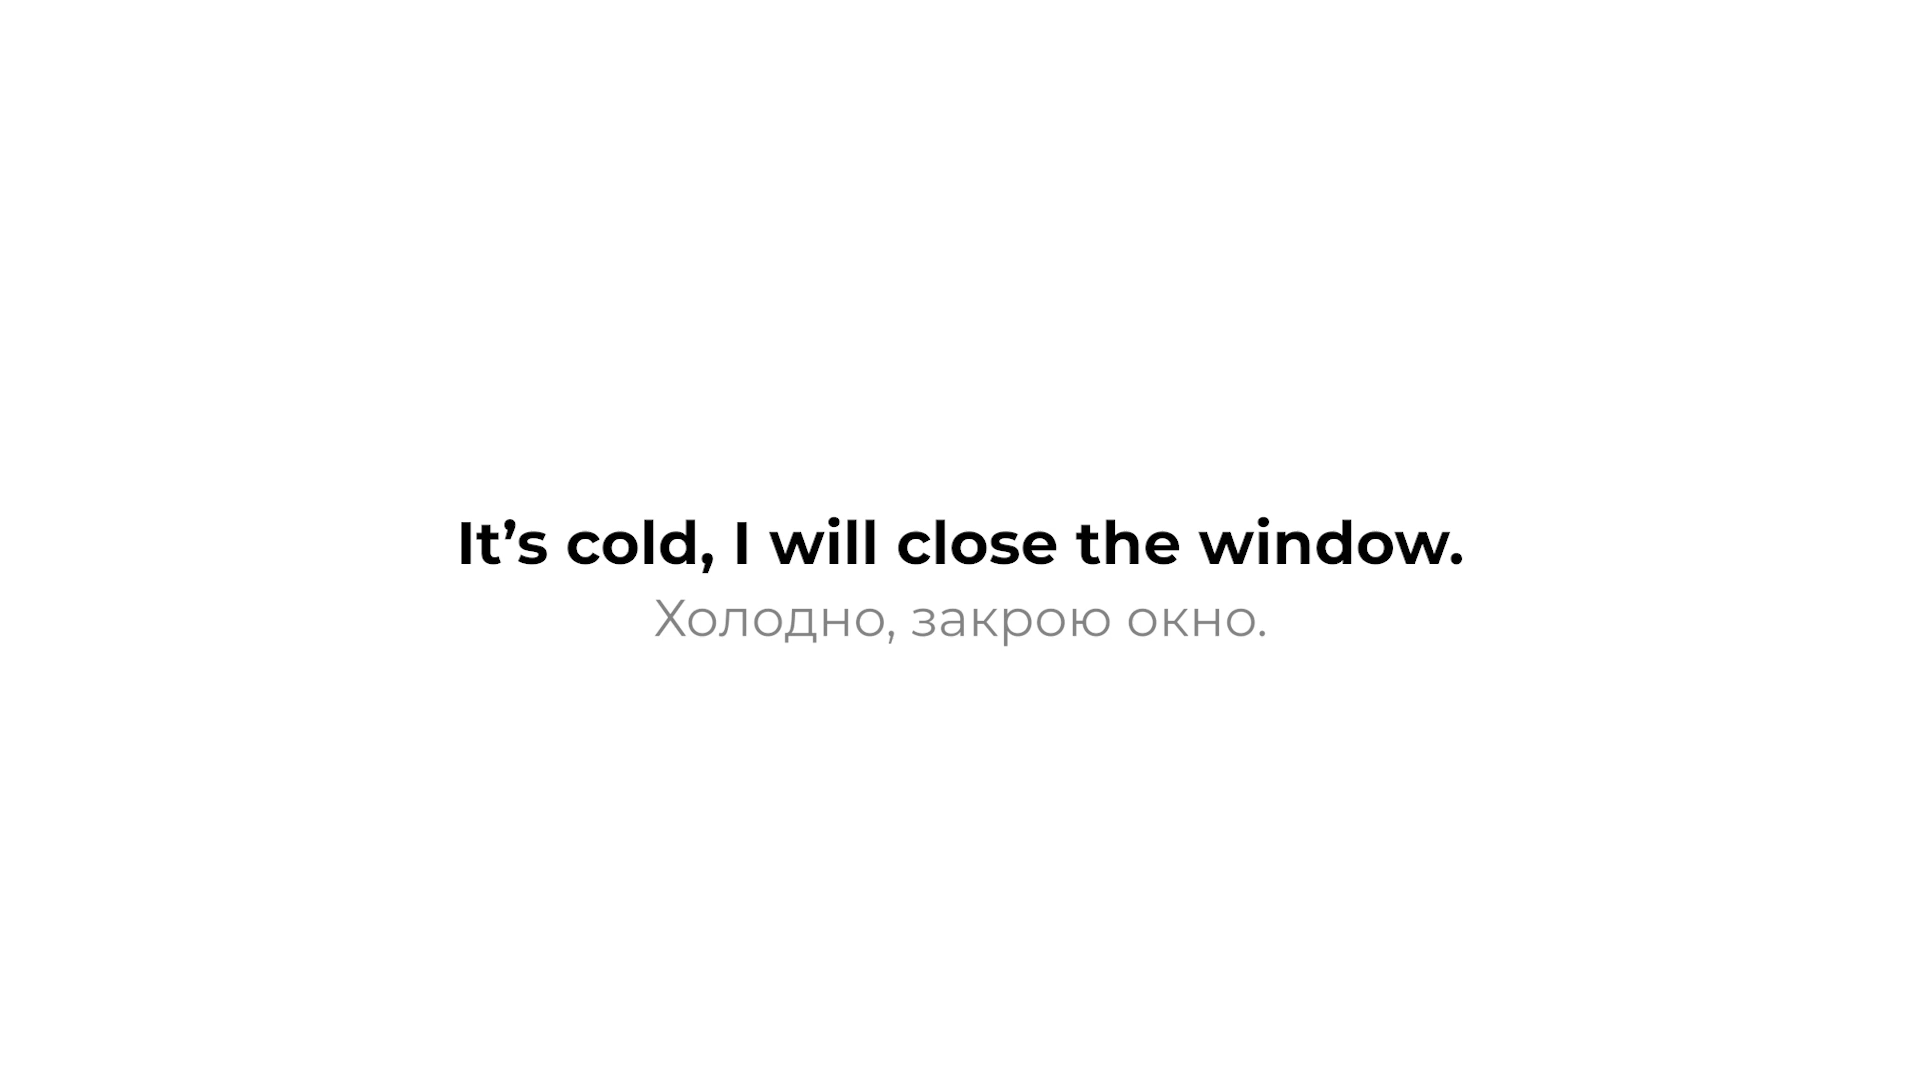 It’s cold, I will close the window.
Холодно, закрою окно.